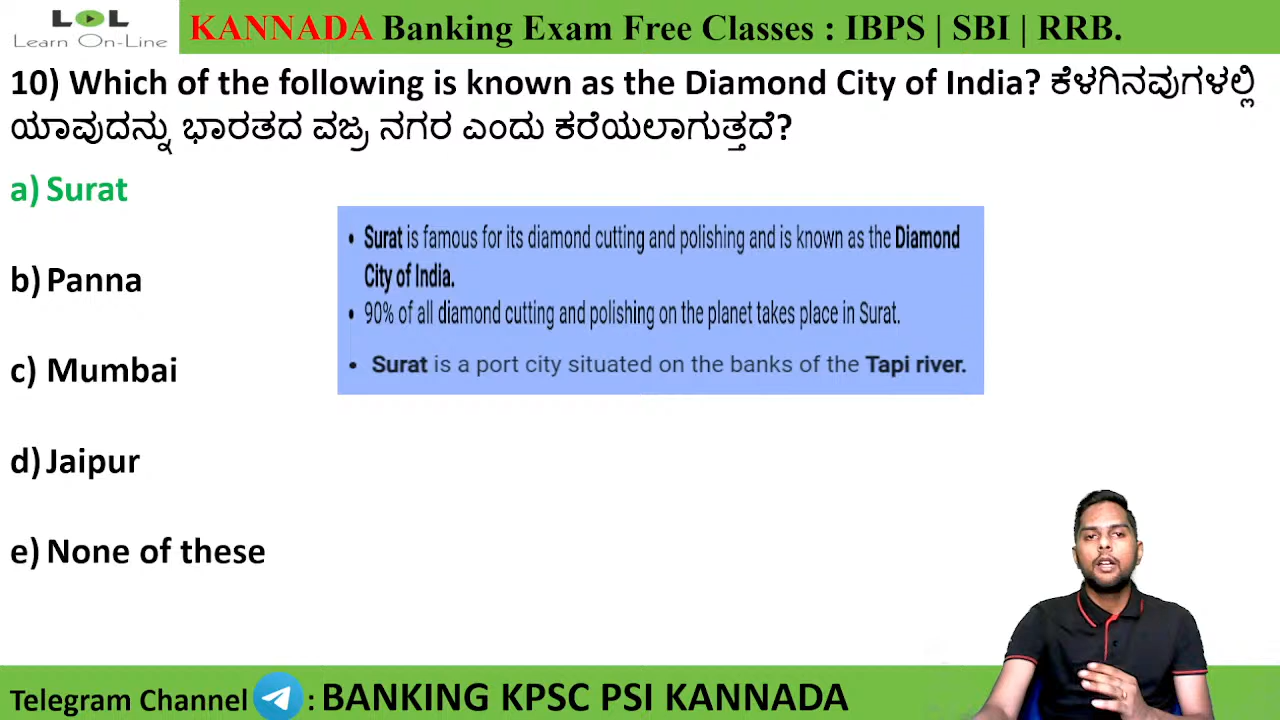 LOL
Learn On-Line
KANNADA Banking Exam Free Classes : IBPS | SBI | RRB.
10) Which of the following is known as the Diamond City of India? ಕೆಳಗಿನವುಗಳಲ್ಲಿ
ಯಾವುದನ್ನು ಭಾರತದ ವಜ್ರ ನಗರ ಎಂದು ಕರೆಯಲಾಗುತ್ತದೆ?
a) Surat
• Surat is famous for its diamond cutting and polishing and is known as the Diamond
City of India.
• 90% of all diamond cutting and polishing on the planet takes place in Surat.
• Surat is a port city situated on the banks of the Tapi river.
b) Panna
c) Mumbai
d) Jaipur
e) None of these
Telegram Channel : BANKING KPSC PSI KANNADA